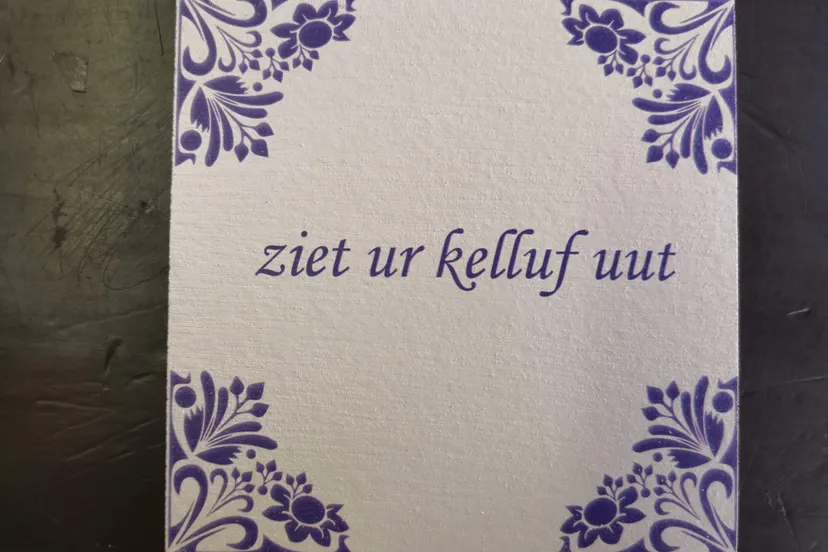 ziet ur kelluf uut